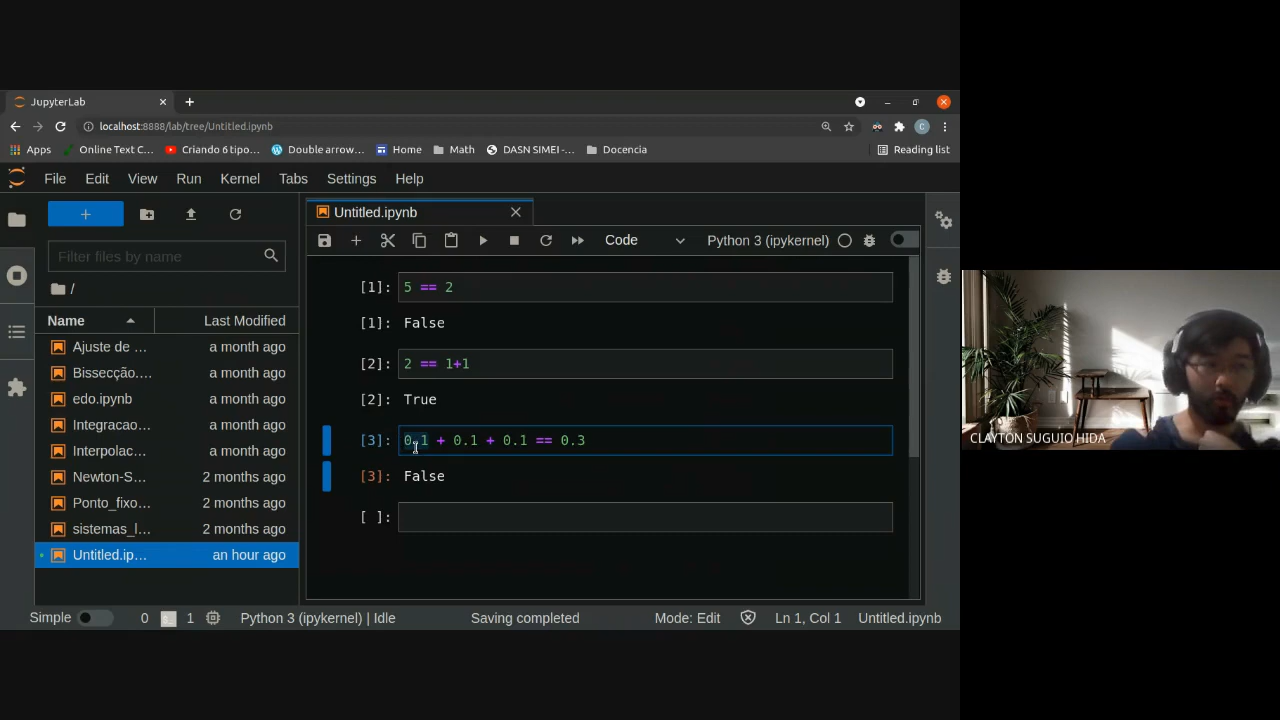 JupyterLab
localhost:8888/lab/tree/Untitled.ipynb
Apps Online Text C... Criando 6 tipo... Double arrow... Home Math DASN SIMEI -... Docencia Reading list
File Edit View Run Kernel Tabs Settings Help
Untitled.ipynb
Code Python 3 (ipykernel)
Filter files by name
/
Name Last Modified
Ajuste de ... a month ago
Bissecção.... a month ago
edo.ipynb a month ago
Integracao... a month ago
Interpolac... a month ago
Newton-S... 2 months ago
Ponto_fixo... 2 months ago
sistemas_l... 2 months ago
Untitled.ip... an hour ago
[1]: 5 == 2
[1]: False
[2]: 2 == 1+1
[2]: True
[3]: 0.1 + 0.1 + 0.1 == 0.3
[3]: False
[ ]:
CLAYTON SUGUIO HIDA
Simple 0 1 Python 3 (ipykernel) | Idle Saving completed Mode: Edit Ln 1, Col 1 Untitled.ipynb